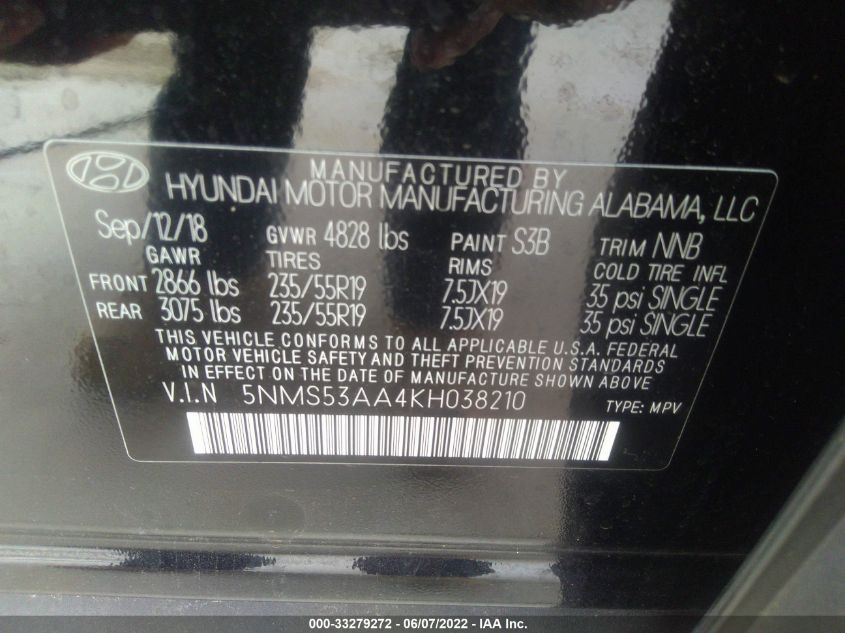 MANUFACTURED BY
HYUNDAI MOTOR MANUFACTURING ALABAMA, LLC
Sep/12/18 GVWR 4828 lbs PAINT S3B TRIM NNB
GAWR TIRES RIMS COLD TIRE INFL
FRONT 2866 lbs 235/55R19 7.5JX19 35 psi SINGLE
REAR 3075 lbs 235/55R19 7.5JX19 35 psi SINGLE
THIS VEHICLE CONFORMS TO ALL APPLICABLE U.S.A. FEDERAL
MOTOR VEHICLE SAFETY AND THEFT PREVENTION STANDARDS
IN EFFECT ON THE DATE OF MANUFACTURE SHOWN ABOVE
V.I.N 5NMS53AA4KH038210 TYPE: MPV
000-33279272 - 06/07/2022 - IAA Inc.